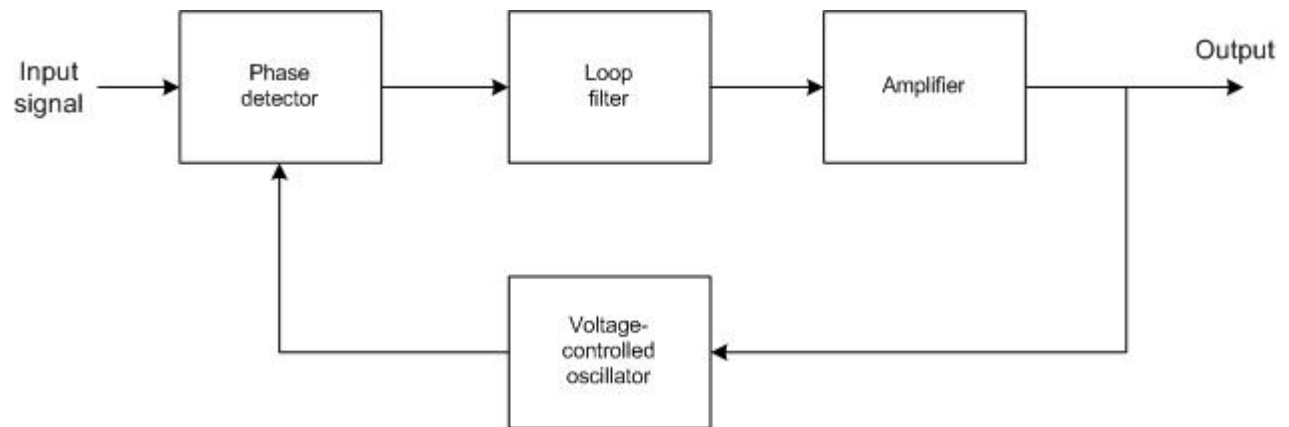 Input
signal
Phase
detector
Loop
filter
Amplifier
Output
Voltage-
controlled
oscillator